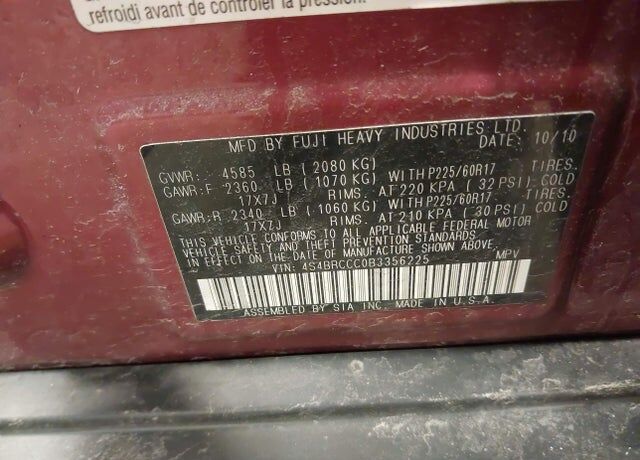 refroidi avant de contrôler la pression.
MFD BY FUJI HEAVY INDUSTRIES LTD.
DATE: 10/10
GVWR: 4585 LB (2080 KG)
GAWR:F 2360 LB (1070 KG) WITH P225/60R17 TIRES,
17X7J RIMS, AT 220 KPA (32 PSI) COLD
GAWR:R 2340 LB (1060 KG) WITH P225/60R17 TIRES,
17X7J RIMS, AT 210 KPA (30 PSI) COLD
THIS VEHICLE CONFORMS TO ALL APPLICABLE FEDERAL MOTOR
VEHICLE SAFETY AND THEFT PREVENTION STANDARDS
IN EFFECT ON THE DATE OF MANUFACTURE SHOWN ABOVE.
VIN: 4S4BRCCC0B3356225 MPV
ASSEMBLED BY SIA INC. MADE IN U.S.A.